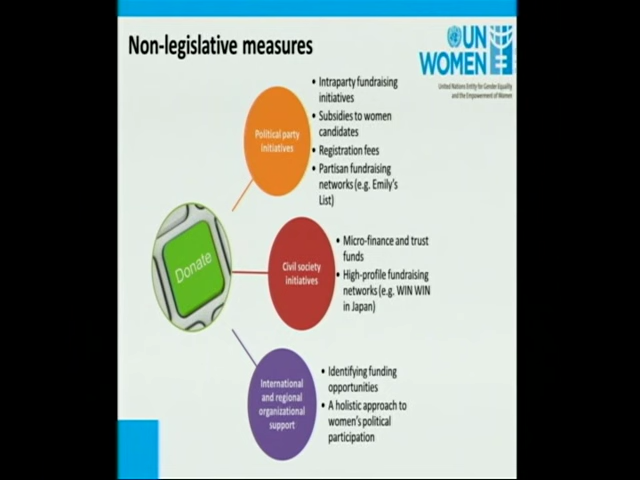 Non-legislative measures
UN
WOMEN
United Nations Entity for Gender Equality
and the Empowerment of Women
Political party
initiatives
• Intraparty fundraising
initiatives
• Subsidies to women
candidates
• Registration fees
• Partisan fundraising
networks (e.g. Emily's
List)
Donate
Civil society
initiatives
• Micro-finance and trust
funds
• High-profile fundraising
networks (e.g. WIN WIN
in Japan)
International
and regional
organizational
support
• Identifying funding
opportunities
• A holistic approach to
women's political
participation